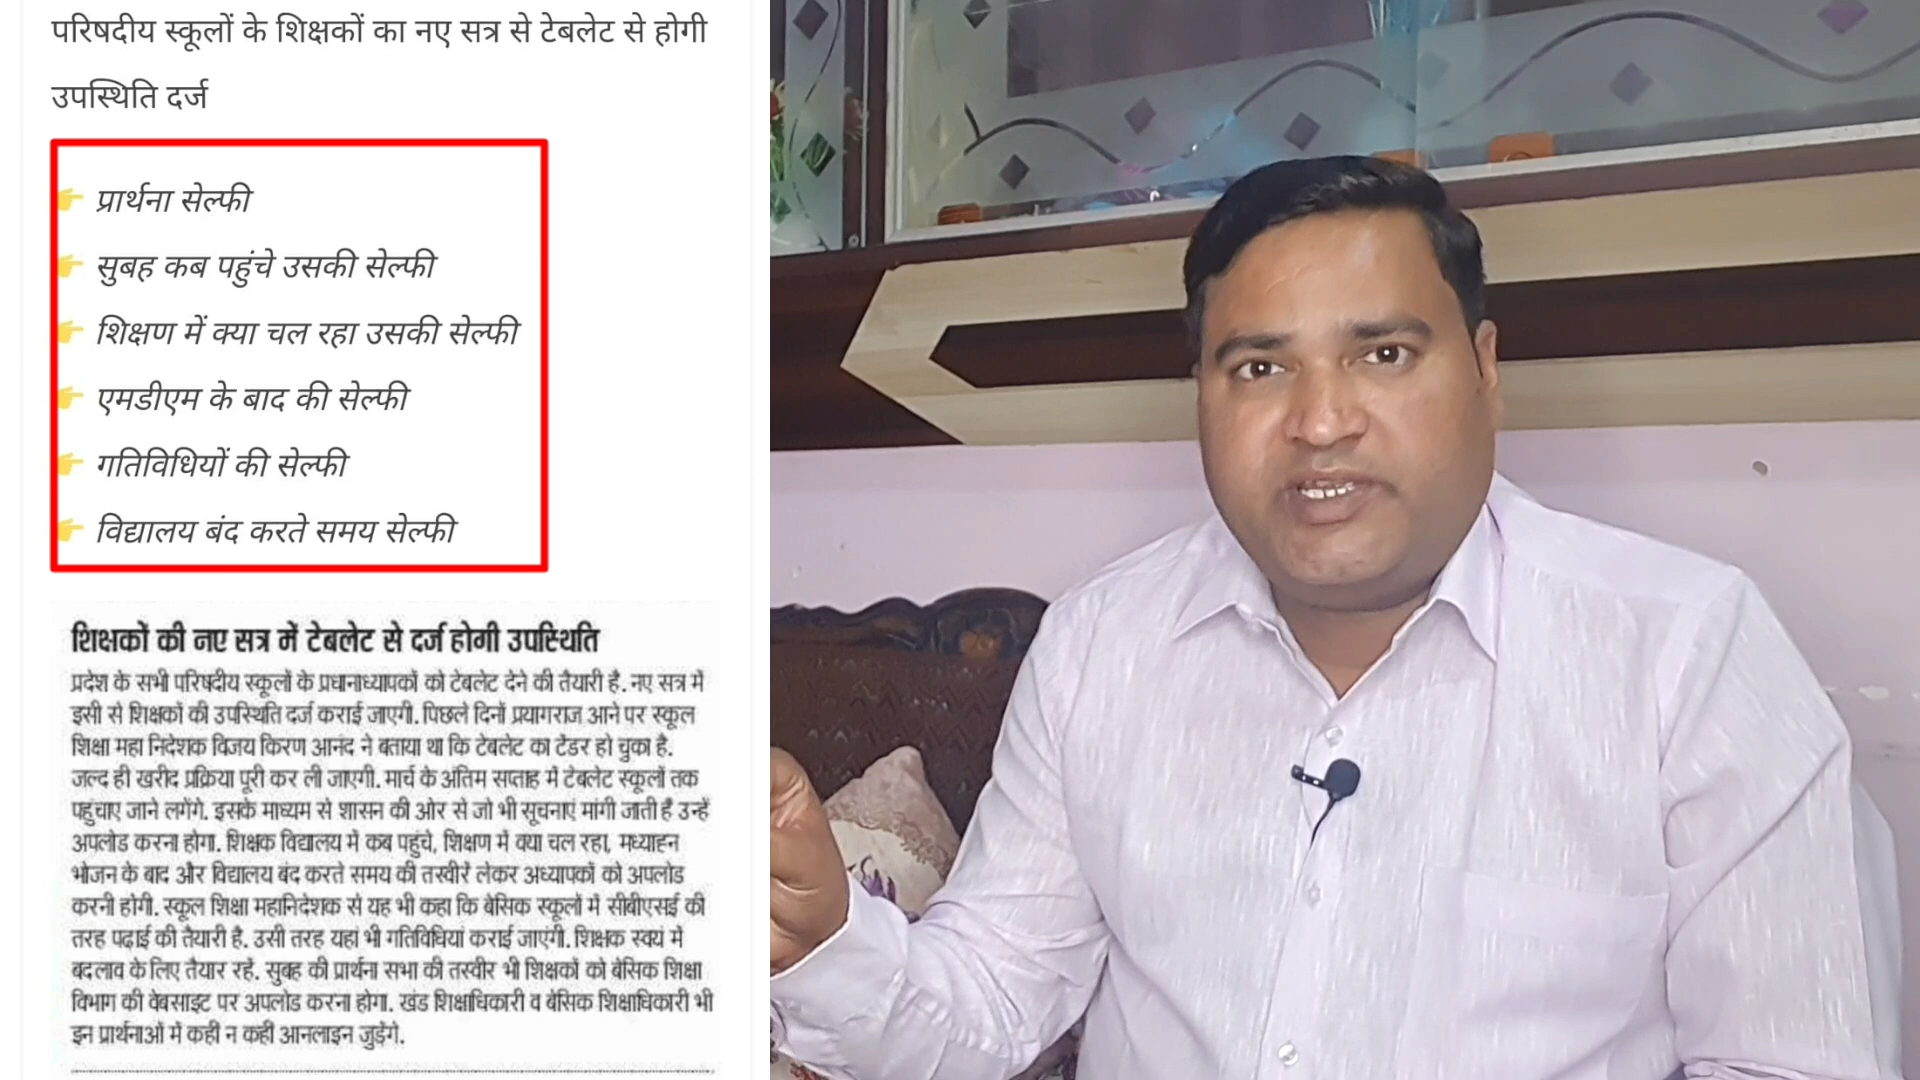 परिषदीय स्कूलों के शिक्षकों का नए सत्र से टेबलेट से होगी
उपस्थिति दर्ज
👉 प्रार्थना सेल्फी
👉 सुबह कब पहुंचे उसकी सेल्फी
👉 शिक्षण में क्या चल रहा उसकी सेल्फी
👉 एमडीएम के बाद की सेल्फी
👉 गतिविधियों की सेल्फी
👉 विद्यालय बंद करते समय सेल्फी
शिक्षकों की नए सत्र में टेबलेट से दर्ज होगी उपस्थिति
प्रदेश के सभी परिषदीय स्कूलों के प्रधानाध्यापकों को टेबलेट देने की तैयारी है. नए सत्र में
इसी से शिक्षकों की उपस्थिति दर्ज कराई जाएगी. पिछले दिनों प्रयागराज आने पर स्कूल
शिक्षा महा निदेशक विजय किरण आनंद ने बताया था कि टेबलेट का टेंडर हो चुका है.
जल्द ही खरीद प्रक्रिया पूरी कर ली जाएगी. मार्च के अंतिम सप्ताह में टेबलेट स्कूलों तक
पहुंचाए जाने लगेंगे. इसके माध्यम से शासन की ओर से जो भी सूचनाएं मांगी जाती हैं उन्हें
अपलोड करना होगा. शिक्षक विद्यालय में कब पहुंचे, शिक्षण में क्या चल रहा, मध्याह्न
भोजन के बाद और विद्यालय बंद करते समय की तस्वीरें लेकर अध्यापकों को अपलोड
करनी होगी. स्कूल शिक्षा महानिदेशक से यह भी कहा कि बेसिक स्कूलों में सीबीएसई की
तरह पढ़ाई की तैयारी है. उसी तरह यहां भी गतिविधियां कराई जाएंगी. शिक्षक स्वयं में
बदलाव के लिए तैयार रहें. सुबह की प्रार्थना सभा की तस्वीर भी शिक्षकों को बेसिक शिक्षा
विभाग की वेबसाइट पर अपलोड करना होगा. खंड शिक्षाधिकारी व बेसिक शिक्षाधिकारी भी
इन प्रार्थनाओं में कहीं न कहीं आनलाइन जुड़ेंगे.